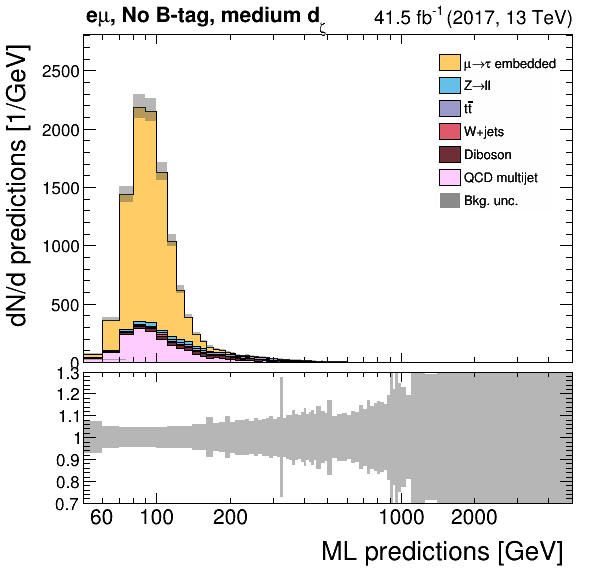 eμ, No B-tag, medium dζ
41.5 fb⁻¹ (2017, 13 TeV)
dN/d predictions [1/GeV]
2500
2000
1500
1000
500
0
μ→τ embedded
Z→ll
tt̄
W+jets
Diboson
QCD multijet
Bkg. unc.
1.3
1.2
1.1
1
0.9
0.8
0.7
60 100 200 1000 2000
ML predictions [GeV]